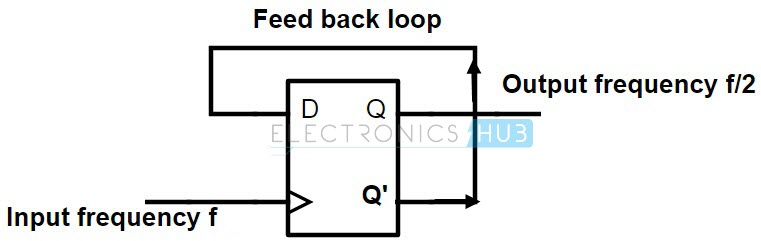 Feed back loop
Output frequency f/2
D Q
ELECTRONICS HUB
Q'
Input frequency f